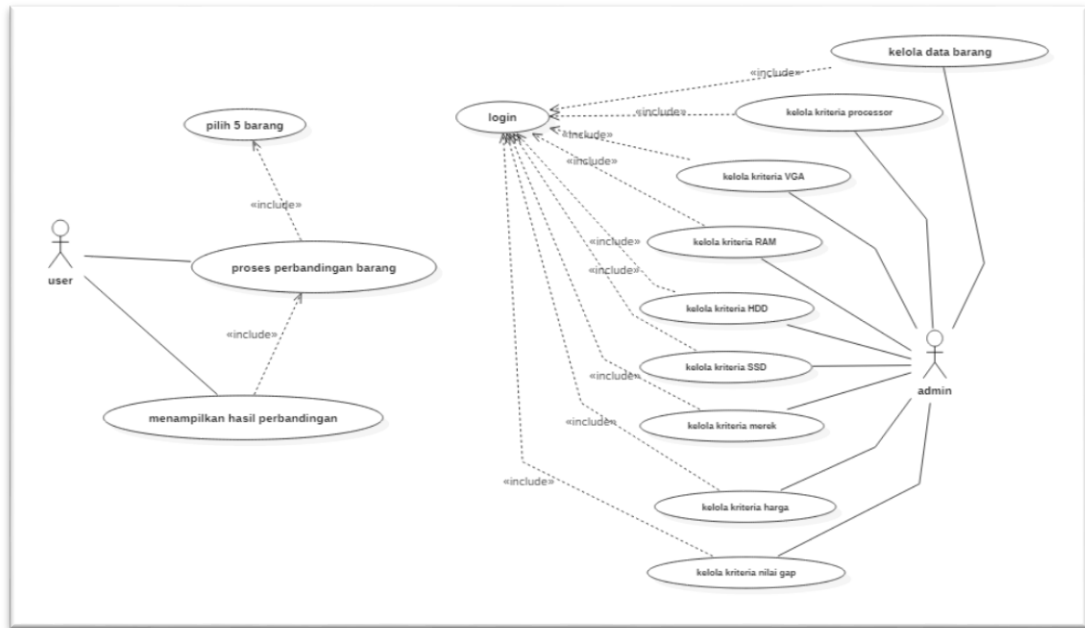 kelola data barang
«include»
login
«include»
kelola kriteria processor
pilih 5 barang
«include»
«include»
kelola kriteria VGA
«include»
user
proses perbandingan barang
«include»
kelola kriteria RAM
«include»
kelola kriteria HDD
«include»
kelola kriteria SSD
«include»
admin
menampilkan hasil perbandingan
«include»
kelola kriteria merek
«include»
kelola kriteria harga
kelola kriteria nilai gap